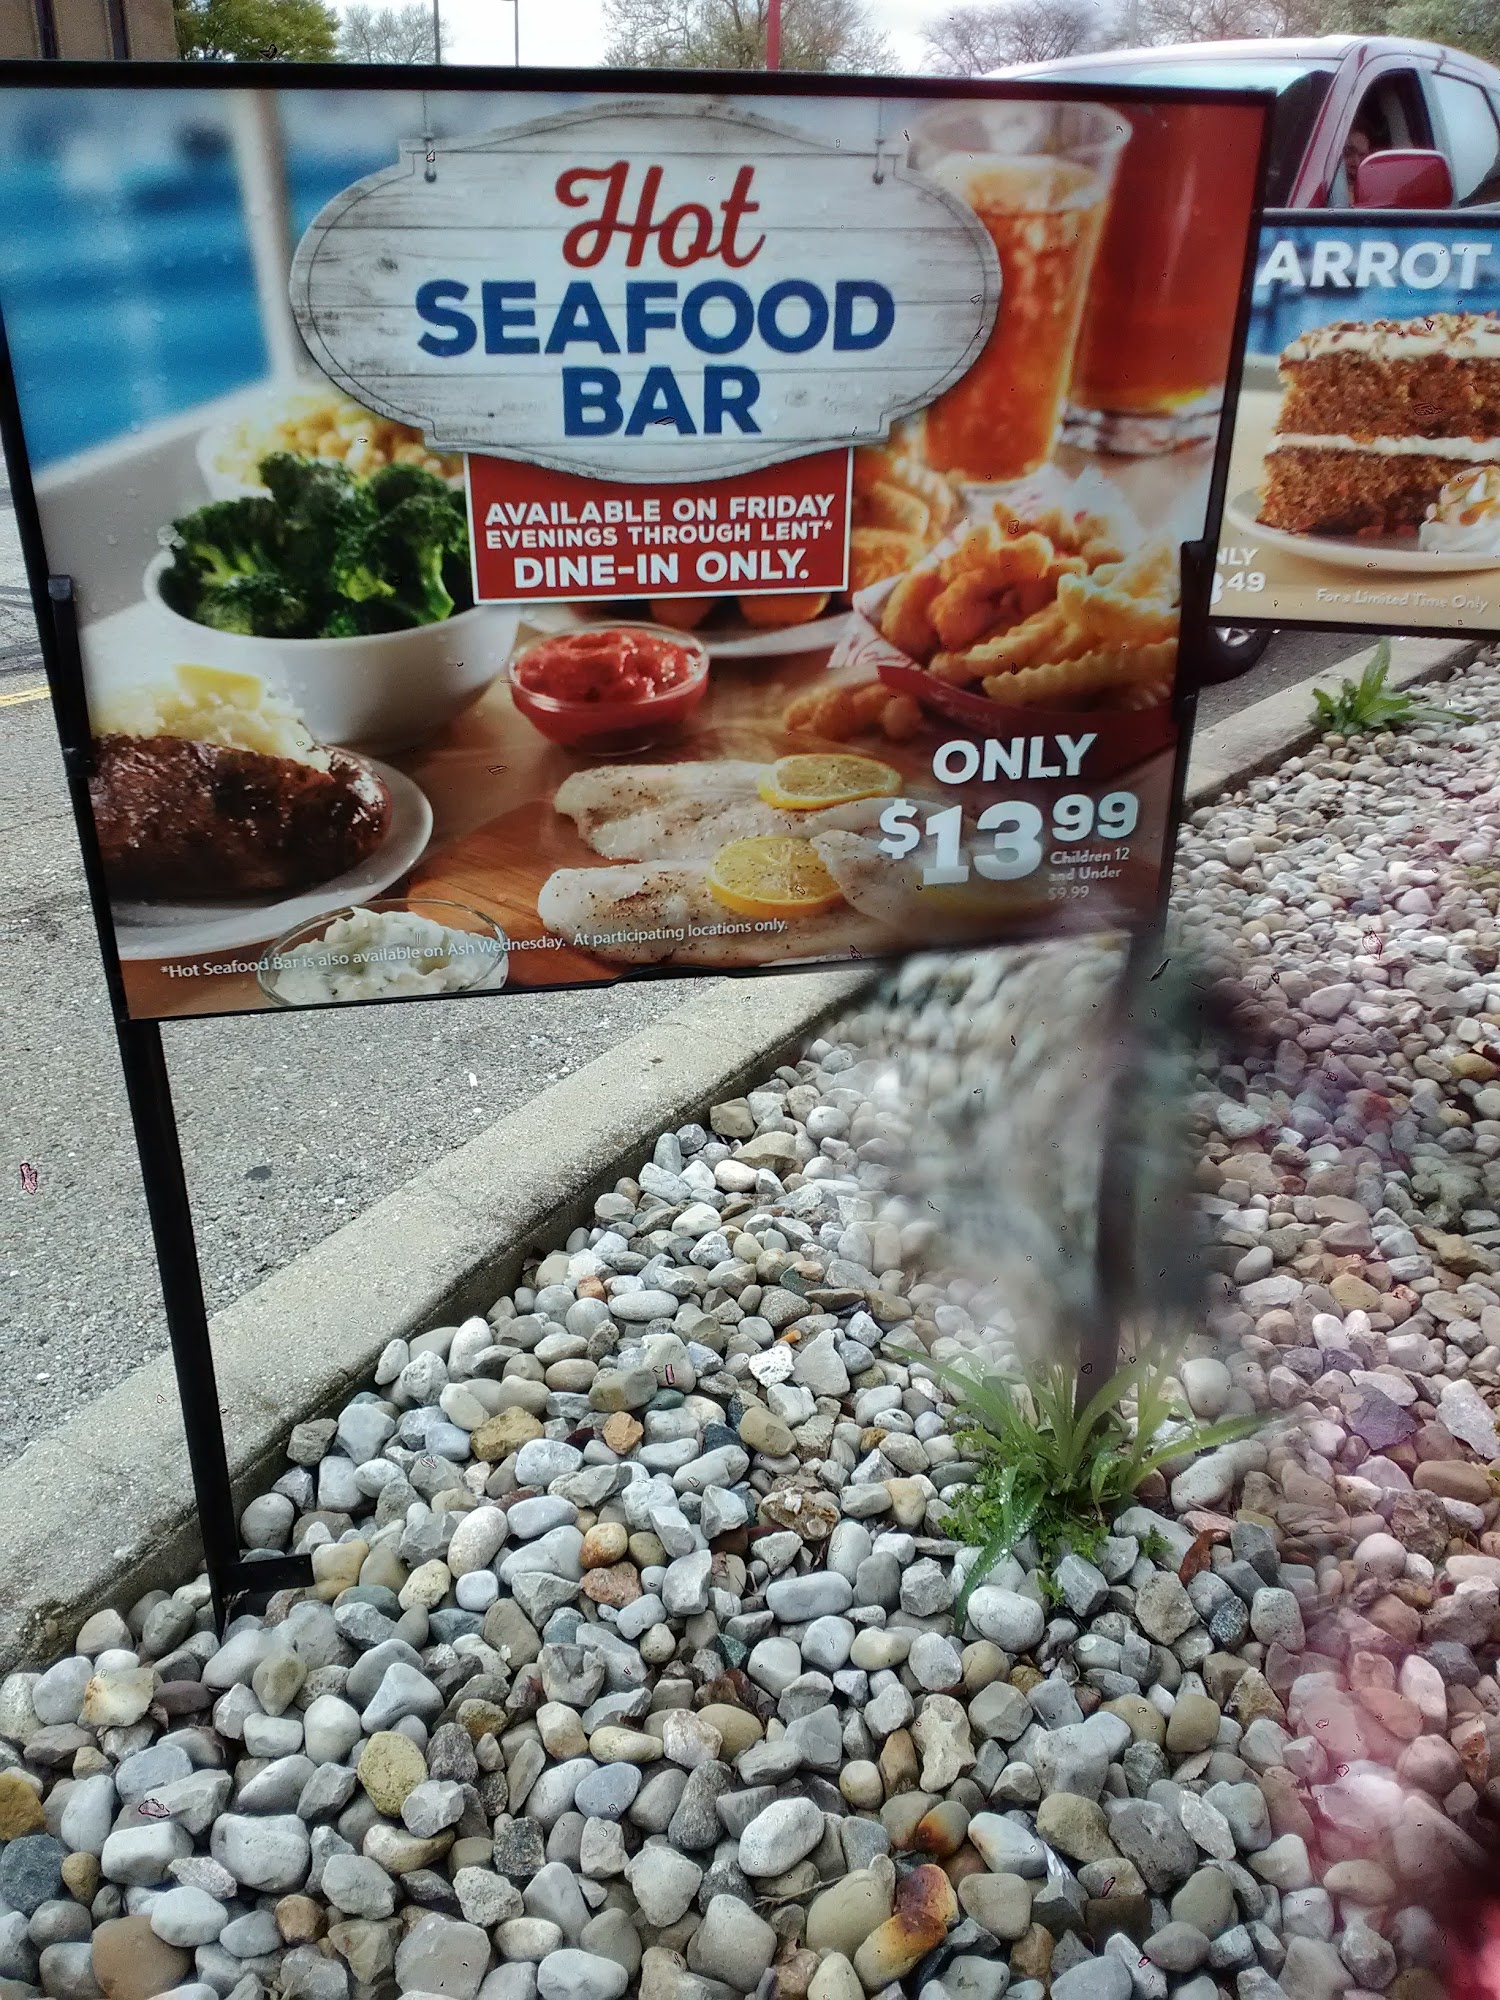 Hot
SEAFOOD
BAR
AVAILABLE ON FRIDAY
EVENINGS THROUGH LENT*
DINE-IN ONLY.
ONLY
$13 99
Children 12
and Under
$9.99
*Hot Seafood Bar is also available on Ash Wednesday. At participating locations only.
ARROT
NLY
49
For a Limited Time Only